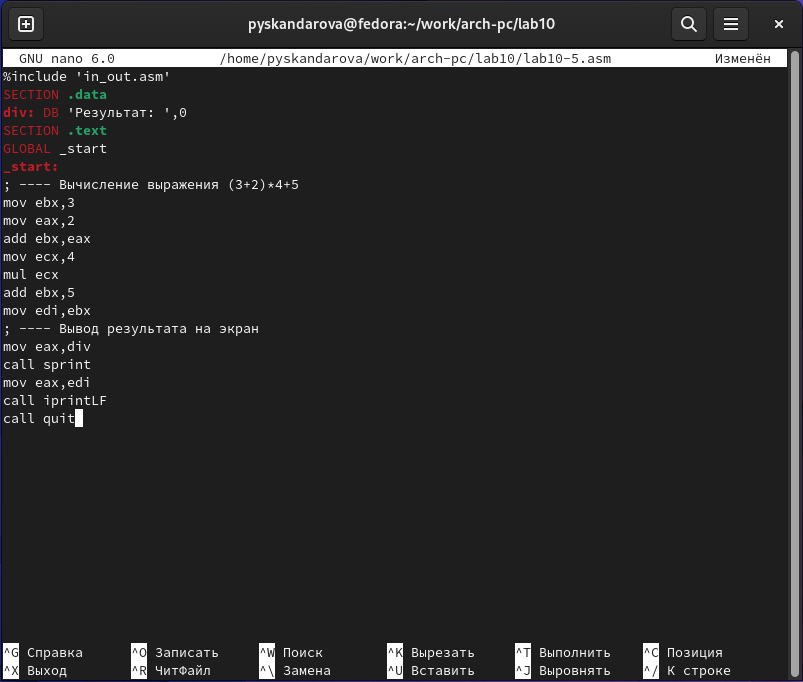 pyskandarova@fedora:~/work/arch-pc/lab10
GNU nano 6.0 /home/pyskandarova/work/arch-pc/lab10/lab10-5.asm Изменён
%include 'in_out.asm'
SECTION .data
div: DB 'Результат: ',0
SECTION .text
GLOBAL _start
_start:
; ---- Вычисление выражения (3+2)*4+5
mov ebx,3
mov eax,2
add ebx,eax
mov ecx,4
mul ecx
add ebx,5
mov edi,ebx
; ---- Вывод результата на экран
mov eax,div
call sprint
mov eax,edi
call iprintLF
call quit
^G Справка ^O Записать ^W Поиск ^K Вырезать ^T Выполнить ^C Позиция
^X Выход ^R ЧитФайл ^\ Замена ^U Вставить ^J Выровнять ^/ К строке